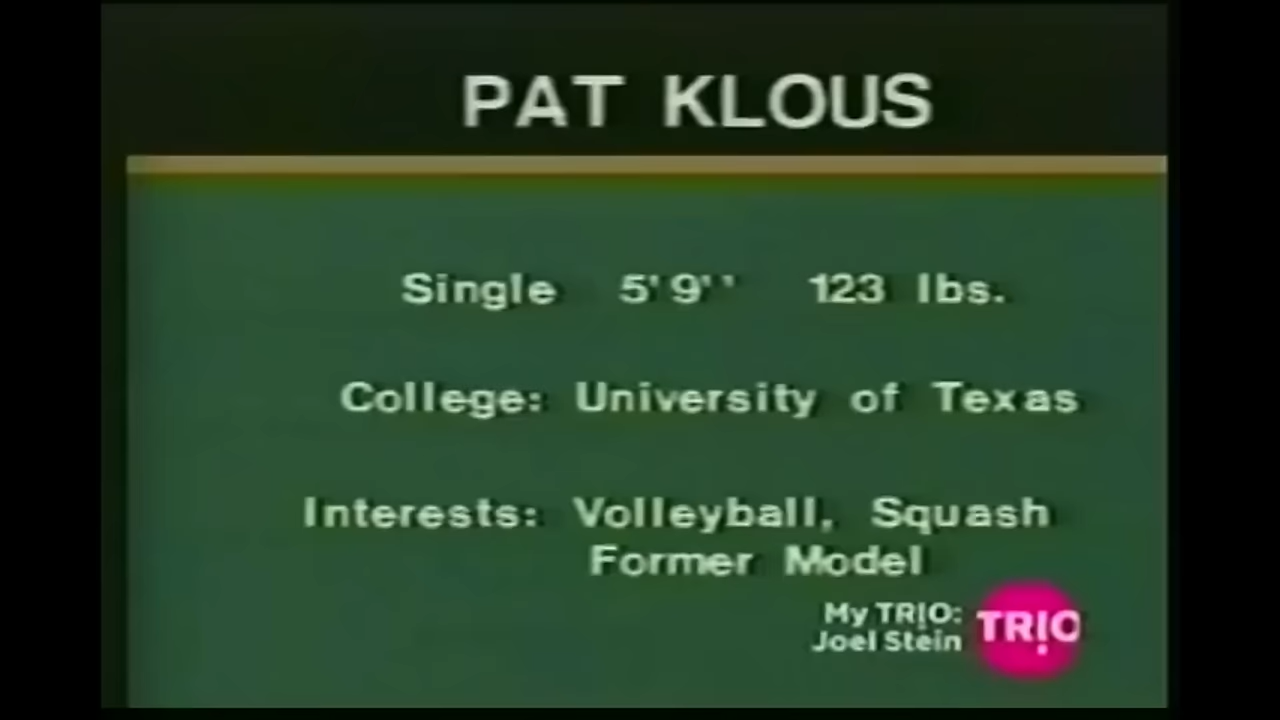 PAT KLOUS
Single 5'9'' 123 lbs.
College: University of Texas
Interests: Volleyball, Squash
Former Model
My TRIO:
Joel Stein
TRIO